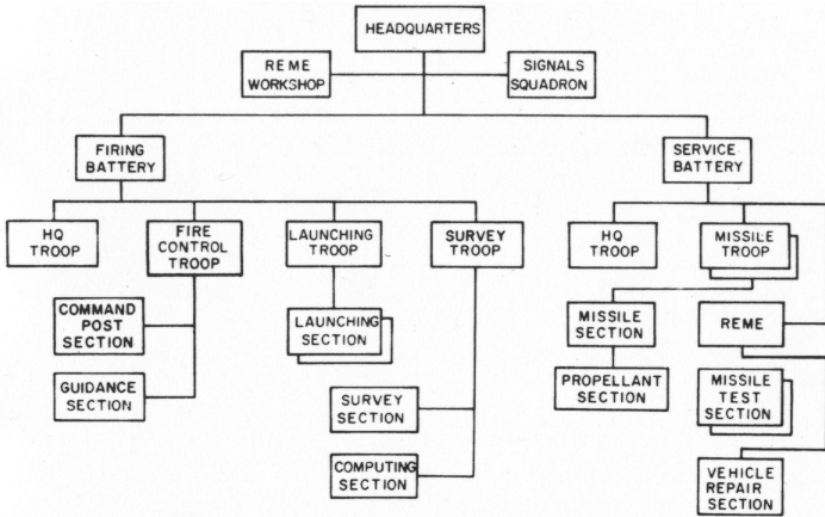 HEADQUARTERS
REME
WORKSHOP
SIGNALS
SQUADRON
FIRING
BATTERY
SERVICE
BATTERY
HQ
TROOP
FIRE
CONTROL
TROOP
LAUNCHING
TROOP
SURVEY
TROOP
HQ
TROOP
MISSILE
TROOP
COMMAND
POST
SECTION
LAUNCHING
SECTION
MISSILE
SECTION
REME
GUIDANCE
SECTION
SURVEY
SECTION
PROPELLANT
SECTION
MISSILE
TEST
SECTION
COMPUTING
SECTION
VEHICLE
REPAIR
SECTION